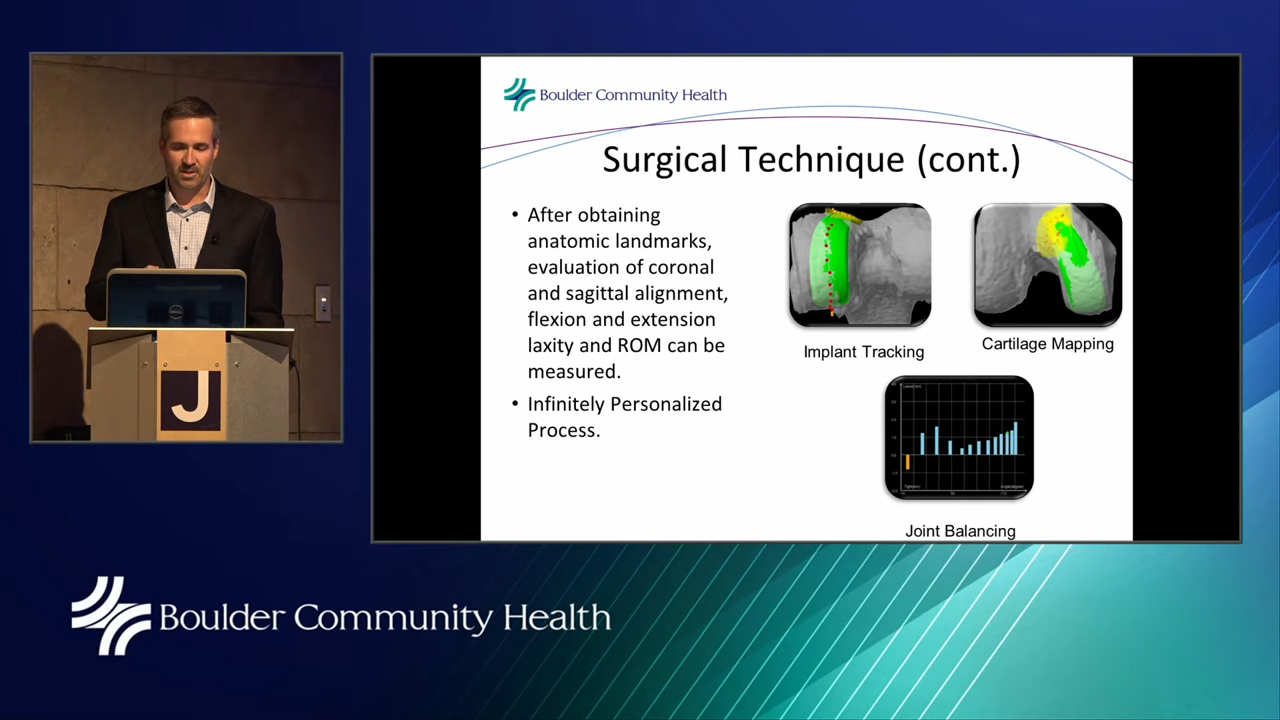 Boulder Community Health
Surgical Technique (cont.)
• After obtaining
anatomic landmarks,
evaluation of coronal
and sagittal alignment,
flexion and extension
laxity and ROM can be
measured.
• Infinitely Personalized
Process.
Implant Tracking
Cartilage Mapping
Joint Balancing
DELL
J
Boulder Community Health